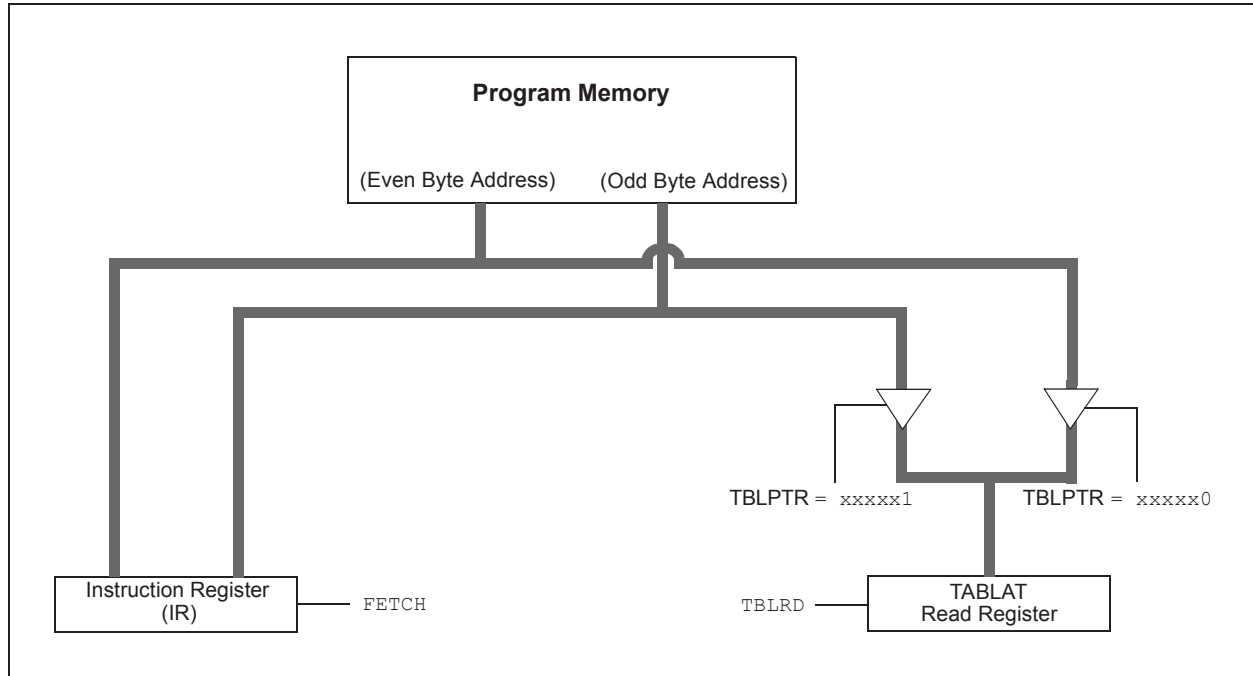 Program Memory
(Even Byte Address) (Odd Byte Address)
TBLPTR = xxxxx1 TBLPTR = xxxxx0
Instruction Register
(IR)
FETCH
TBLRD
TABLAT
Read Register